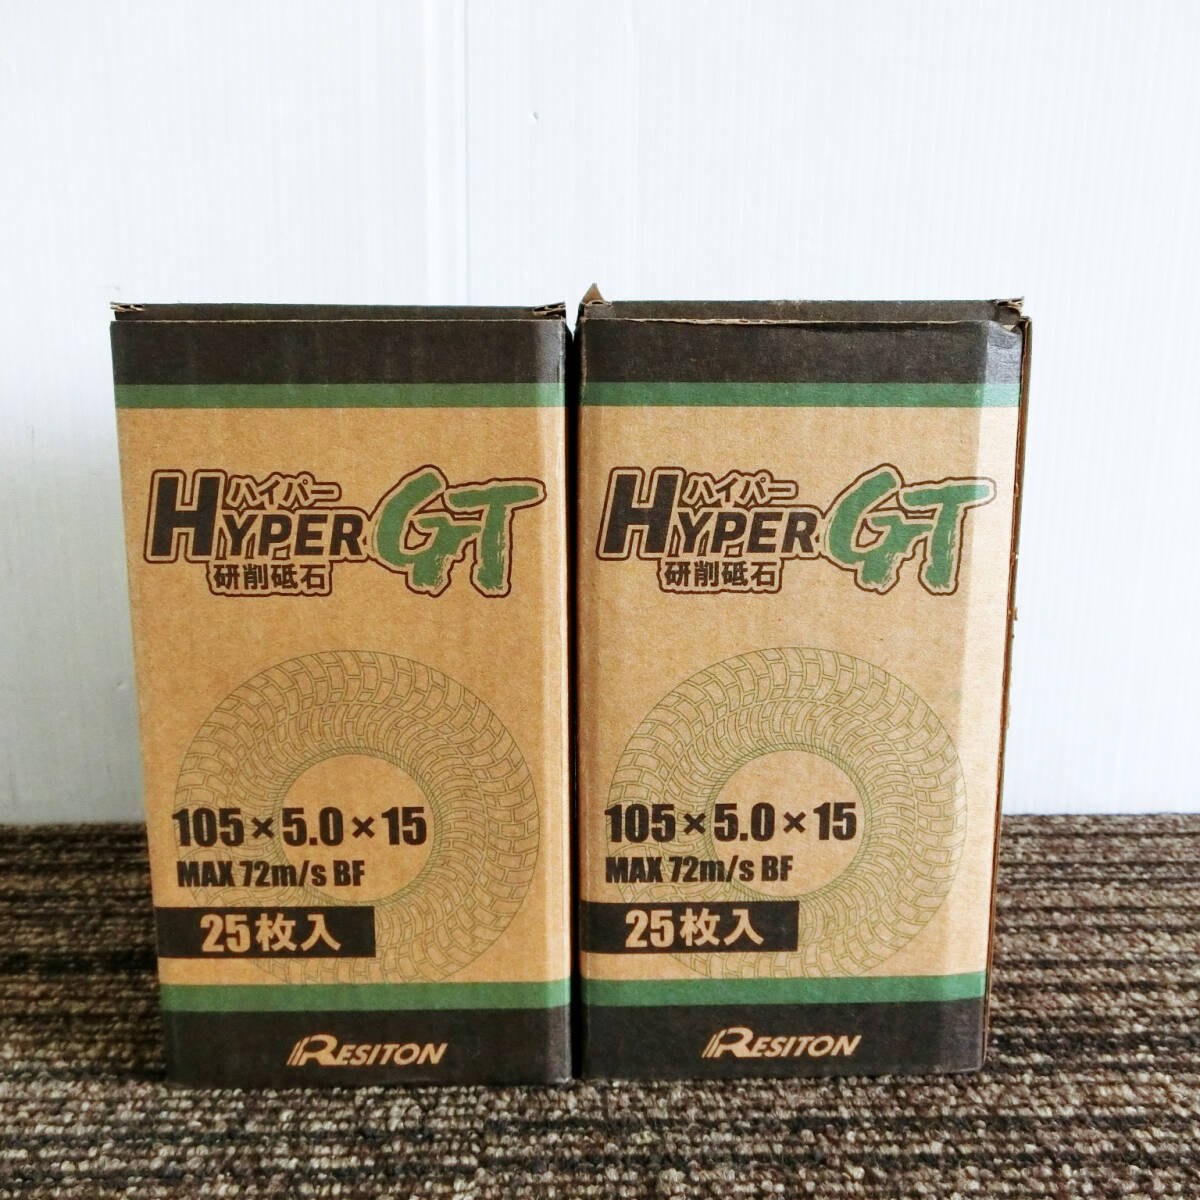 ハイパー
HYPER GT
研削砥石
105×5.0×15
MAX 72m/s BF
25枚入
RESITON
ハイパー
HYPER GT
研削砥石
105×5.0×15
MAX 72m/s BF
25枚入
RESITON